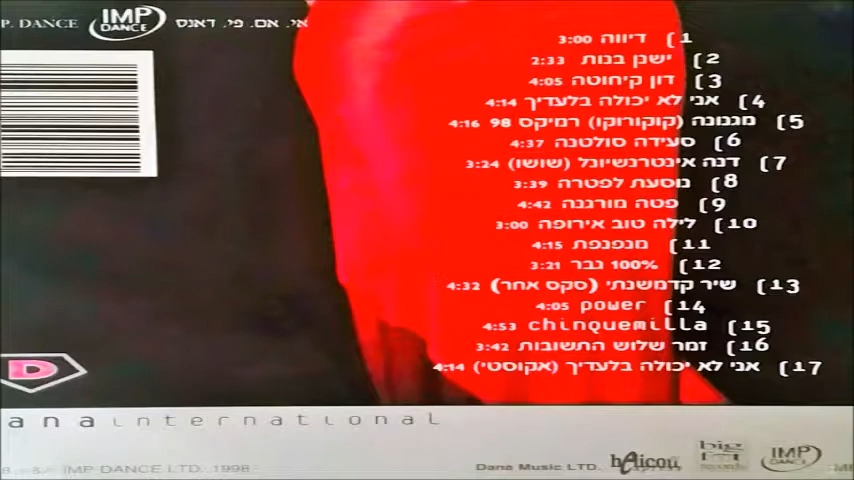 P. DANCE IMP DANCE אי. אם. פי. דאנס
1) דיווה 3:00
2) ישנן בנות 2:33
3) דון קיחוטה 4:05
4) אני לא יכולה בלעדיך 4:14
5) מגנונה (קוקורוקו) רמיקס 98 4:16
6) סעידה סולטנה 4:37
7) דנה אינטרנשיונל (שושו) 3:24
8) נוסעת לפטרה 3:39
9) פטה מורגנה 4:42
10) לילה טוב אירופה 3:00
11) מנפנפת 4:15
12) 100% גבר 3:21
13) שיר קדמשנתי (סקס אחר) 4:32
14) power 4:05
15) chinquemilla 4:53
16) זמר שלוש התשובות 3:42
17) אני לא יכולה בלעדיך (אקוסטי) 4:14
D
ana international
IMP DANCE LTD. 1998
Dana Music LTD.
big
IMP DANCE